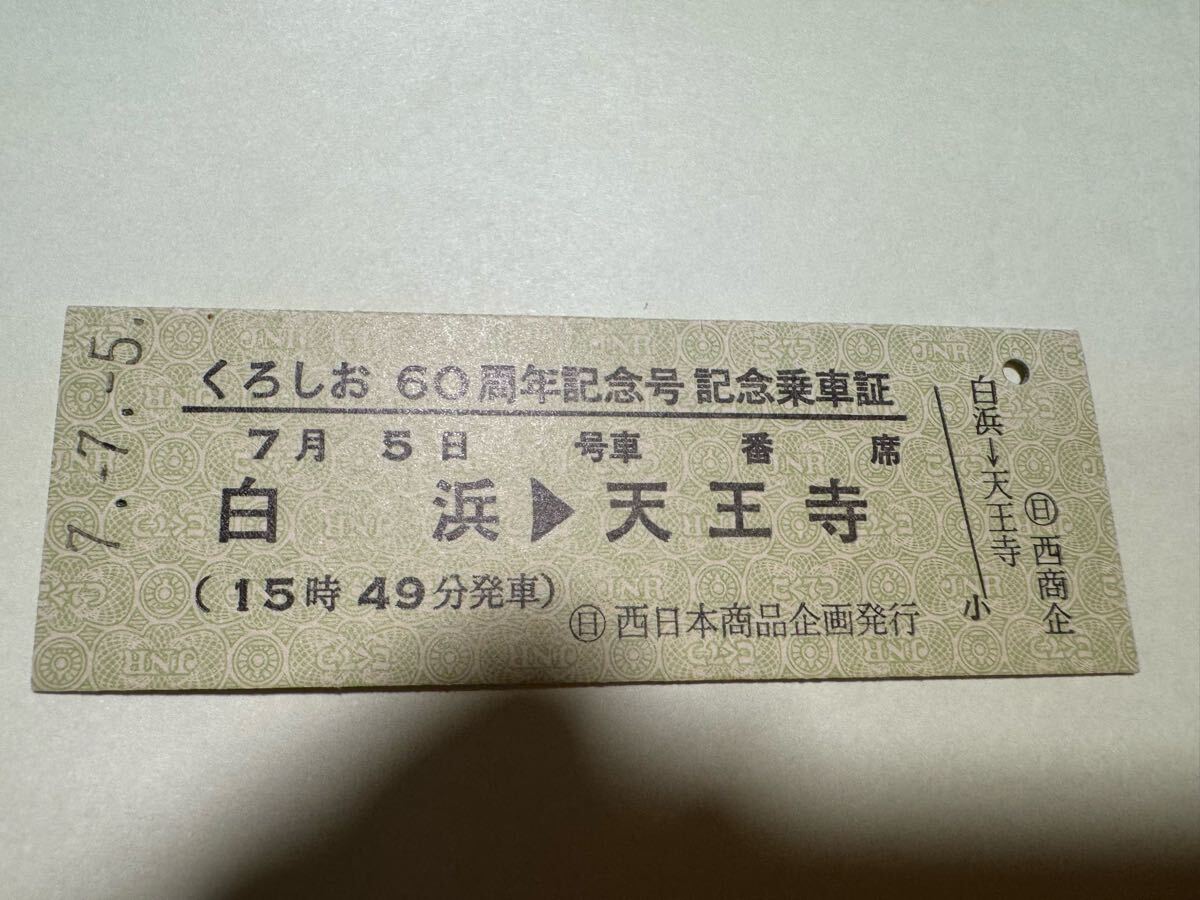 7.-7.-5.
くろしお 60周年記念号 記念乗車証
7月 5日 号車 番 席
白 浜▶天王寺
(15時 49分発車)
㊐ 西日本商品企画発行
白浜→天王寺
小
㊐ 西商企
JNR